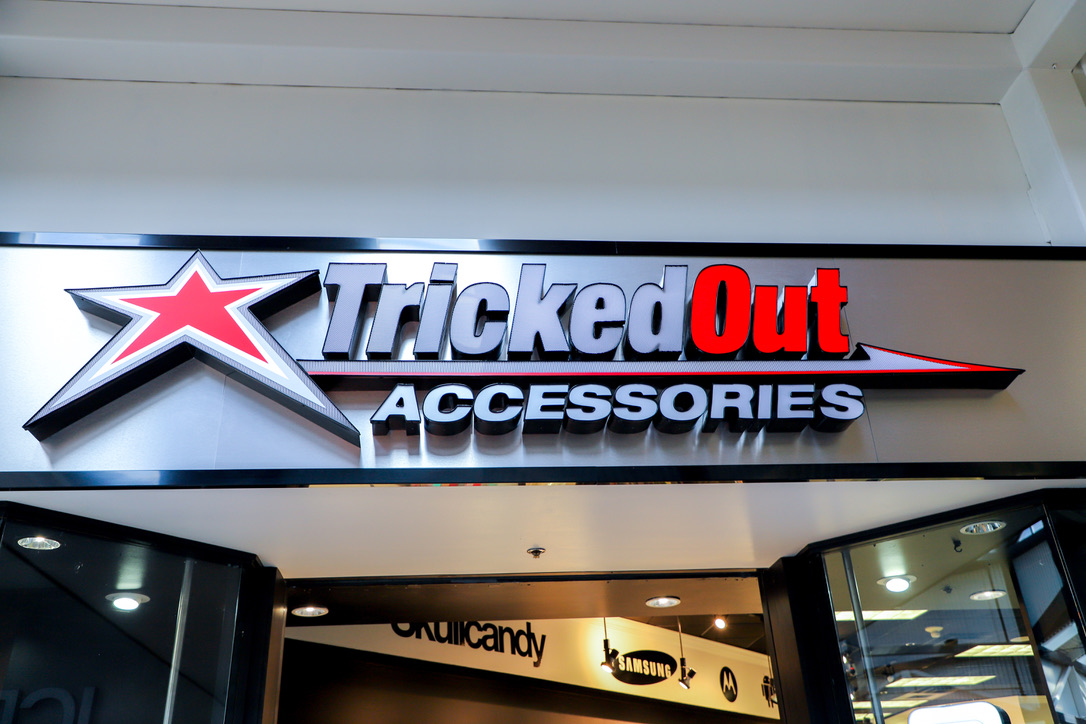 TrickedOut
ACCESSORIES
Skullcandy
SAMSUNG